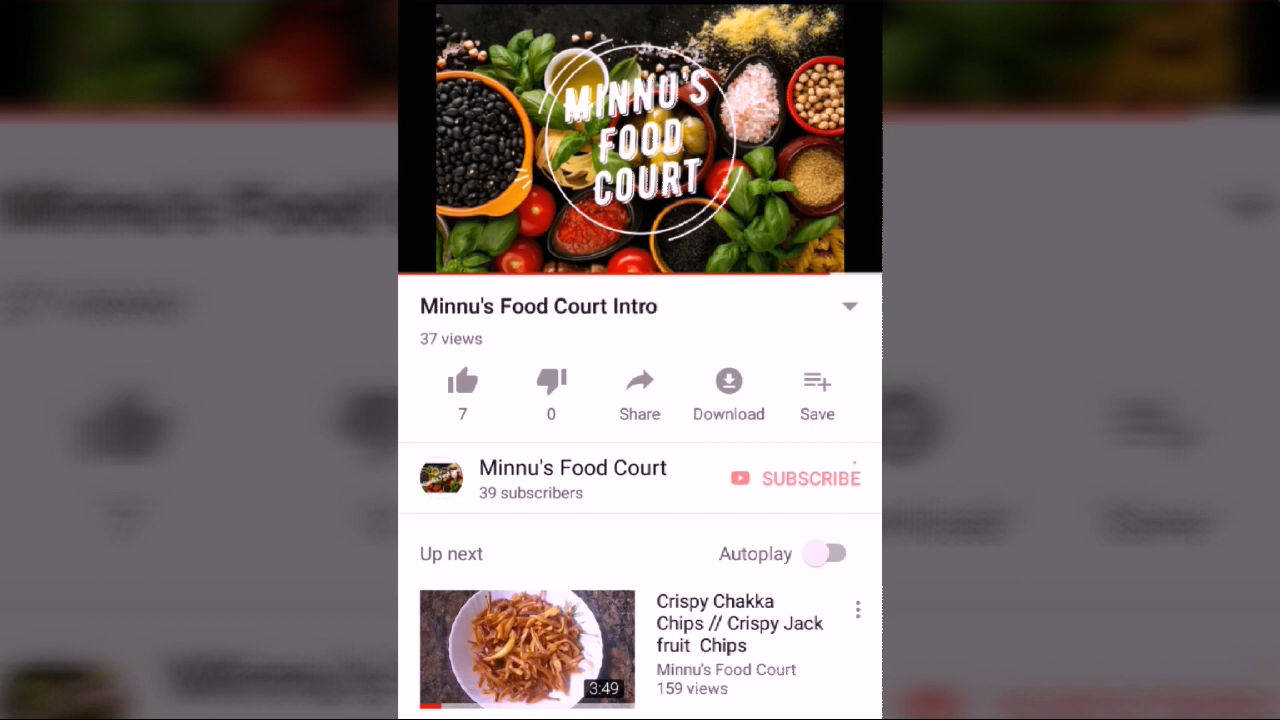 MINNU'S
FOOD
COURT
Minnu's Food Court Intro
37 views
7
0
Share
Download
Save
Minnu's Food Court
39 subscribers
SUBSCRIBE
Up next
Autoplay
Crispy Chakka
Chips // Crispy Jack
fruit Chips
Minnu's Food Court
159 views
3:49